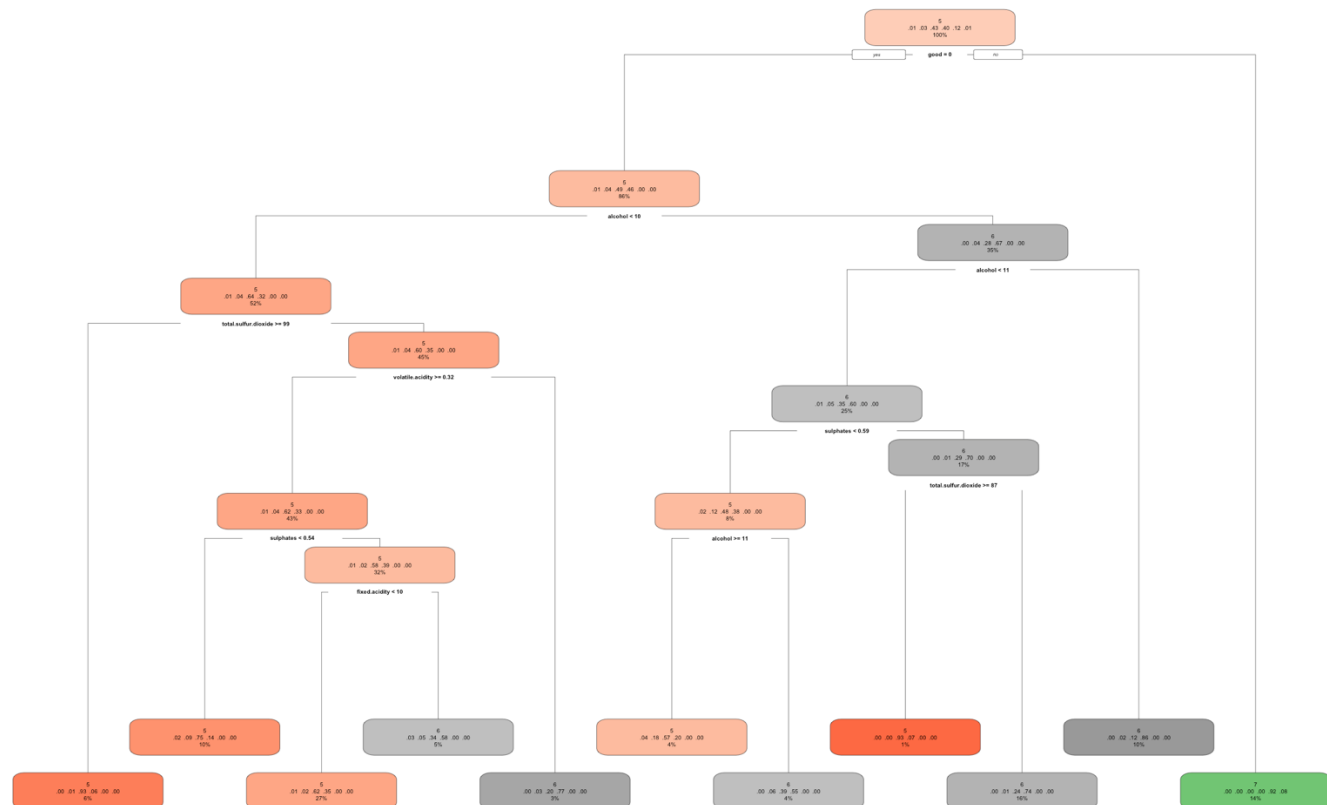 5
.01 .03 .43 .40 .12 .01
100%
yes good = 0 no
5
.01 .04 .49 .46 .00 .00
86%
alcohol < 10
6
.00 .04 .28 .67 .00 .00
35%
alcohol < 11
5
.01 .04 .64 .32 .00 .00
52%
total.sulfur.dioxide >= 99
5
.01 .04 .60 .35 .00 .00
45%
volatile.acidity >= 0.32
6
.01 .05 .35 .60 .00 .00
25%
sulphates < 0.59
6
.00 .01 .29 .70 .00 .00
17%
total.sulfur.dioxide >= 87
5
.01 .04 .62 .33 .00 .00
43%
sulphates < 0.54
5
.02 .12 .48 .38 .00 .00
8%
alcohol >= 11
5
.01 .02 .58 .39 .00 .00
32%
fixed.acidity < 10
5
.02 .09 .75 .14 .00 .00
10%
6
.03 .05 .34 .58 .00 .00
5%
5
.04 .18 .57 .20 .00 .00
4%
5
.00 .00 .93 .07 .00 .00
1%
6
.00 .02 .12 .86 .00 .00
10%
5
.00 .01 .93 .06 .00 .00
6%
5
.01 .02 .62 .35 .00 .00
27%
6
.00 .03 .20 .77 .00 .00
3%
6
.00 .06 .39 .55 .00 .00
4%
6
.00 .01 .24 .74 .00 .00
16%
7
.00 .00 .00 .00 .92 .08
14%